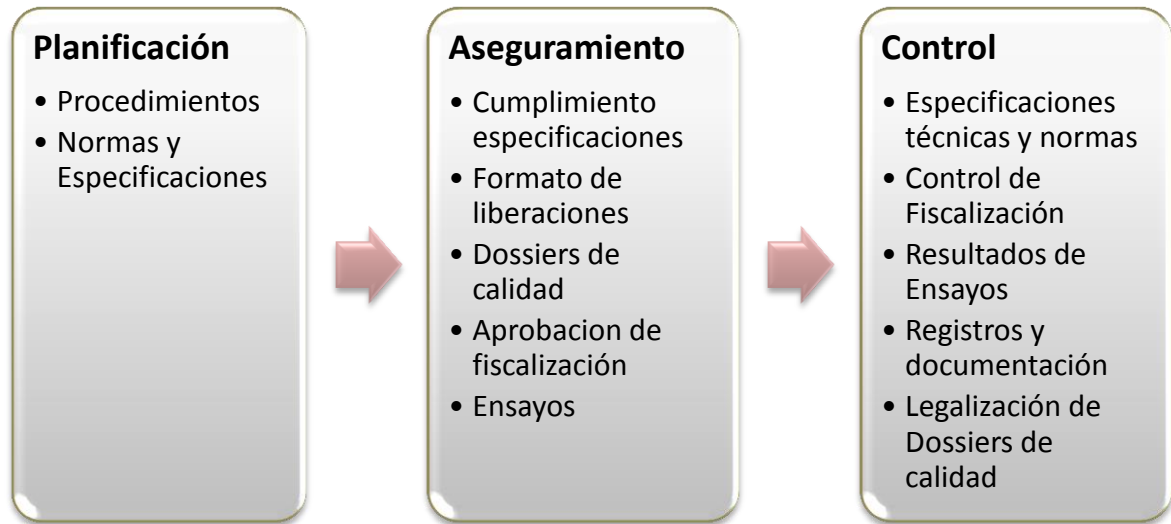 Planificación
• Procedimientos
• Normas y
Especificaciones
Aseguramiento
• Cumplimiento
especificaciones
• Formato de
liberaciones
• Dossiers de
calidad
• Aprobacion de
fiscalización
• Ensayos
Control
• Especificaciones
técnicas y normas
• Control de
Fiscalización
• Resultados de
Ensayos
• Registros y
documentación
• Legalización de
Dossiers de
calidad